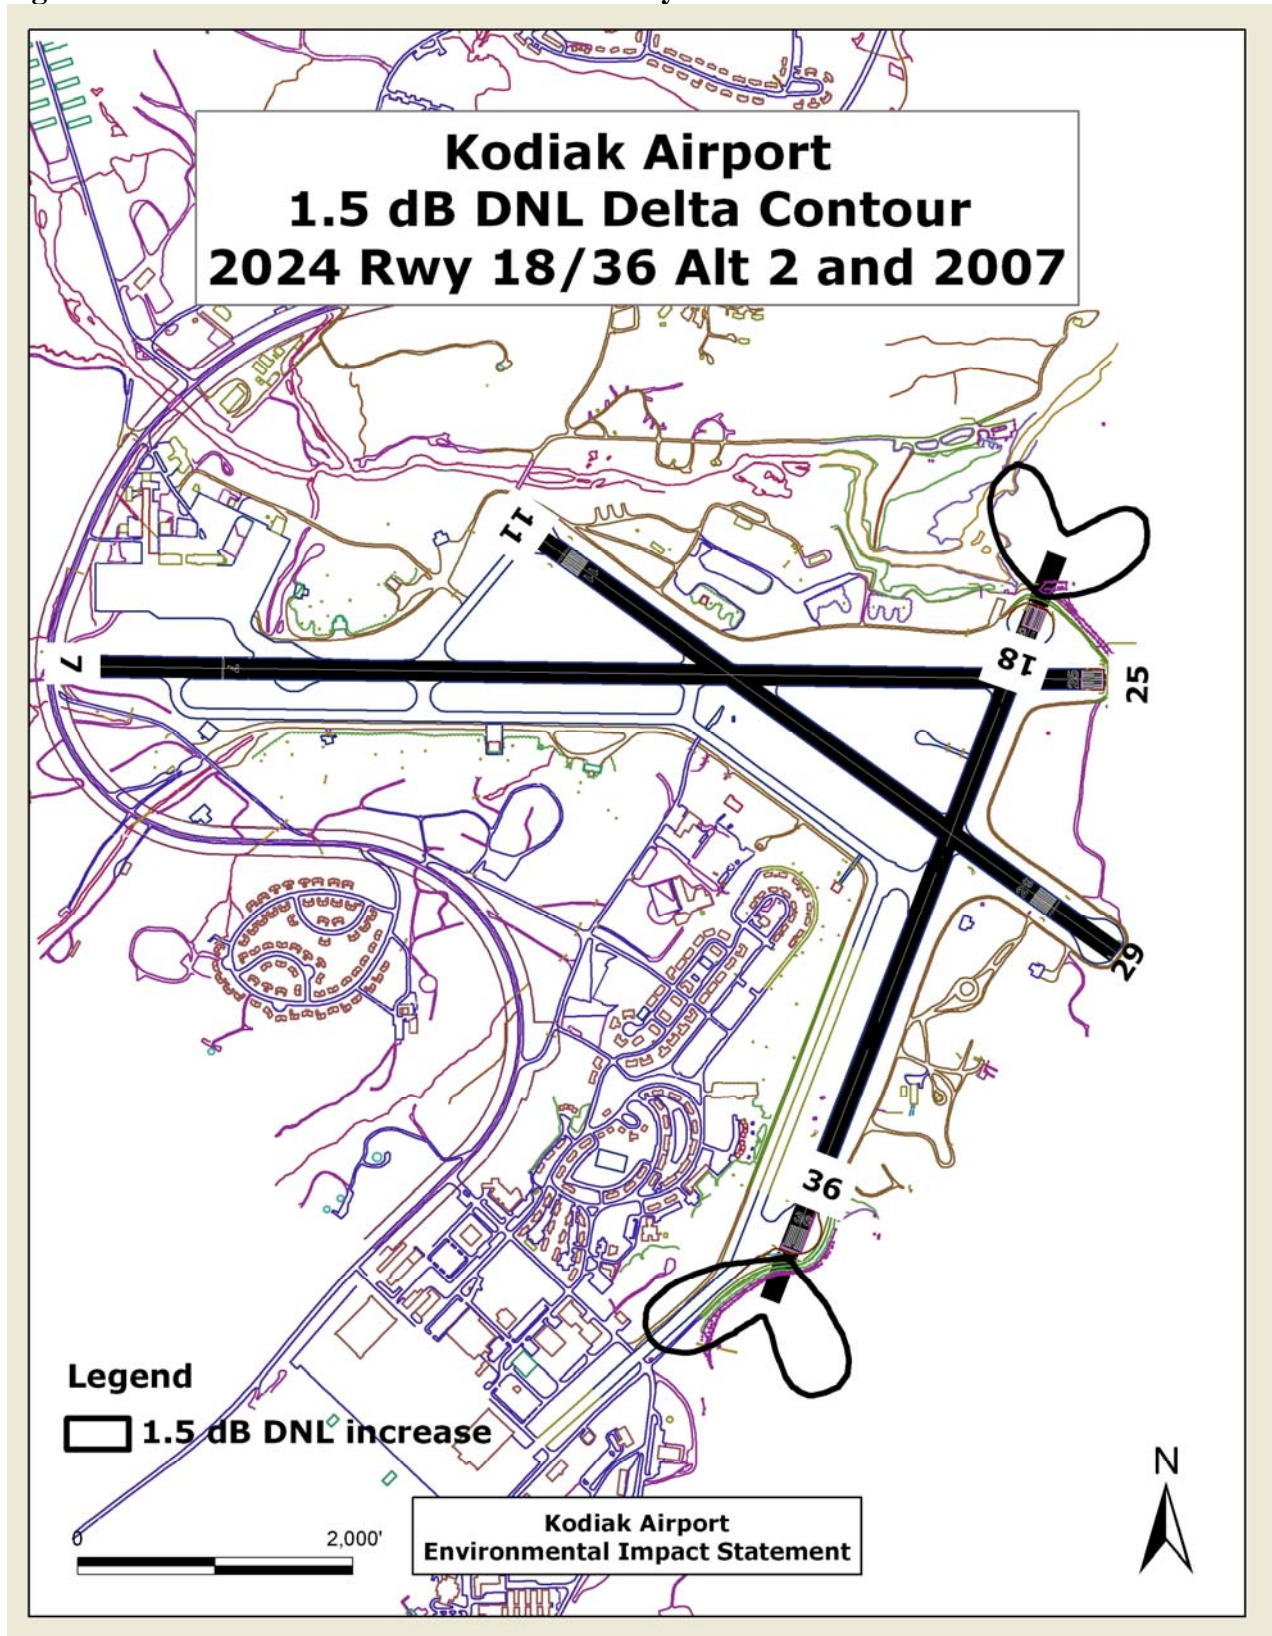 Kodiak Airport
1.5 dB DNL Delta Contour
2024 Rwy 18/36 Alt 2 and 2007
11
7
18
25
29
36
Legend
1.5 dB DNL increase
0 2,000'
Kodiak Airport
Environmental Impact Statement
N